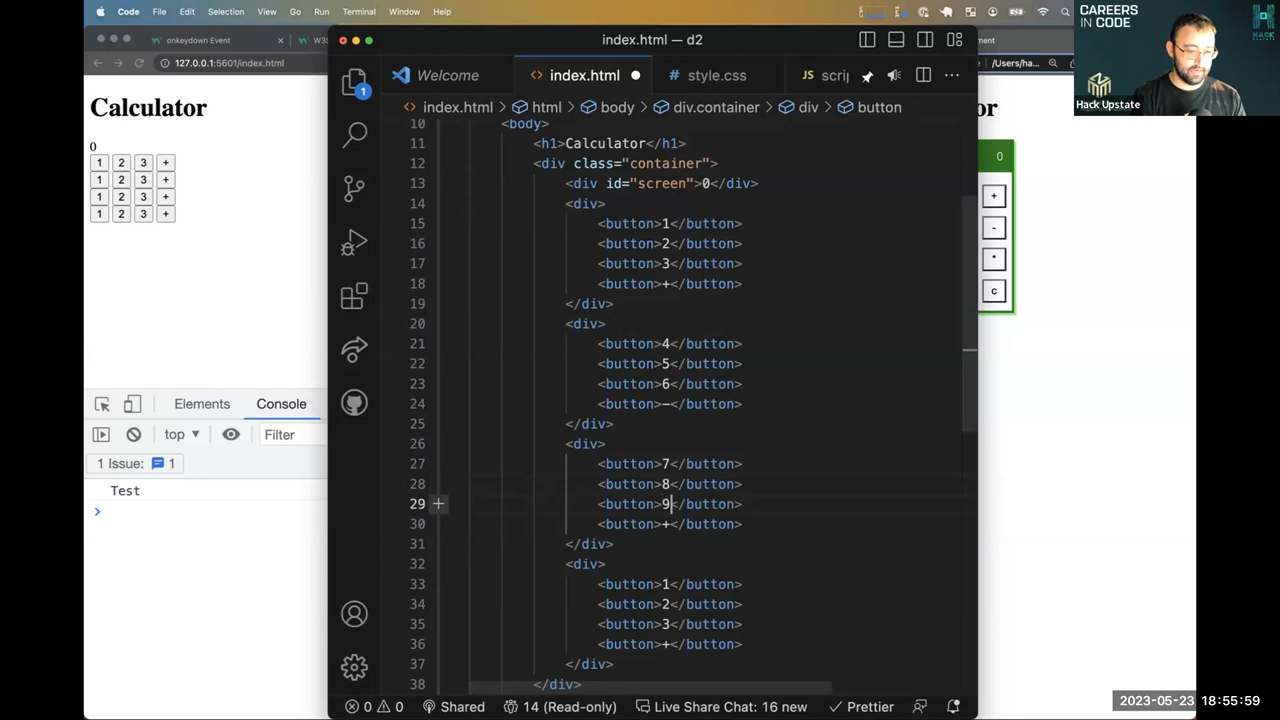 Code File Edit Selection View Go Run Terminal Window Help
onkeydown Event
127.0.0.1:5601/index.html
index.html — d2
/Users/ha...
CAREERS
IN CODE
HACK
UPSTATE
Hack Upstate
Welcome
index.html
style.css
JS scrip
index.html > html > body > div.container > div > button
Calculator
0
1 2 3 +
1 2 3 +
1 2 3 +
1 2 3 +
10 <body>
11 <h1>Calculator</h1>
12 <div class="container">
13 <div id="screen">0</div>
14 <div>
15 <button>1</button>
16 <button>2</button>
17 <button>3</button>
18 <button>+</button>
19 </div>
20 <div>
21 <button>4</button>
22 <button>5</button>
23 <button>6</button>
24 <button>-</button>
25 </div>
26 <div>
27 <button>7</button>
28 <button>8</button>
29 <button>9</button>
30 <button>+</button>
31 </div>
32 <div>
33 <button>1</button>
34 <button>2</button>
35 <button>3</button>
36 <button>+</button>
37 </div>
38 </div>
or
0
+
-
*
c
Elements Console
top Filter
1 Issue: 1
Test
0 0 Share 14 (Read-only) Live Share Chat: 16 new Prettier
2023-05-23 18:55:59